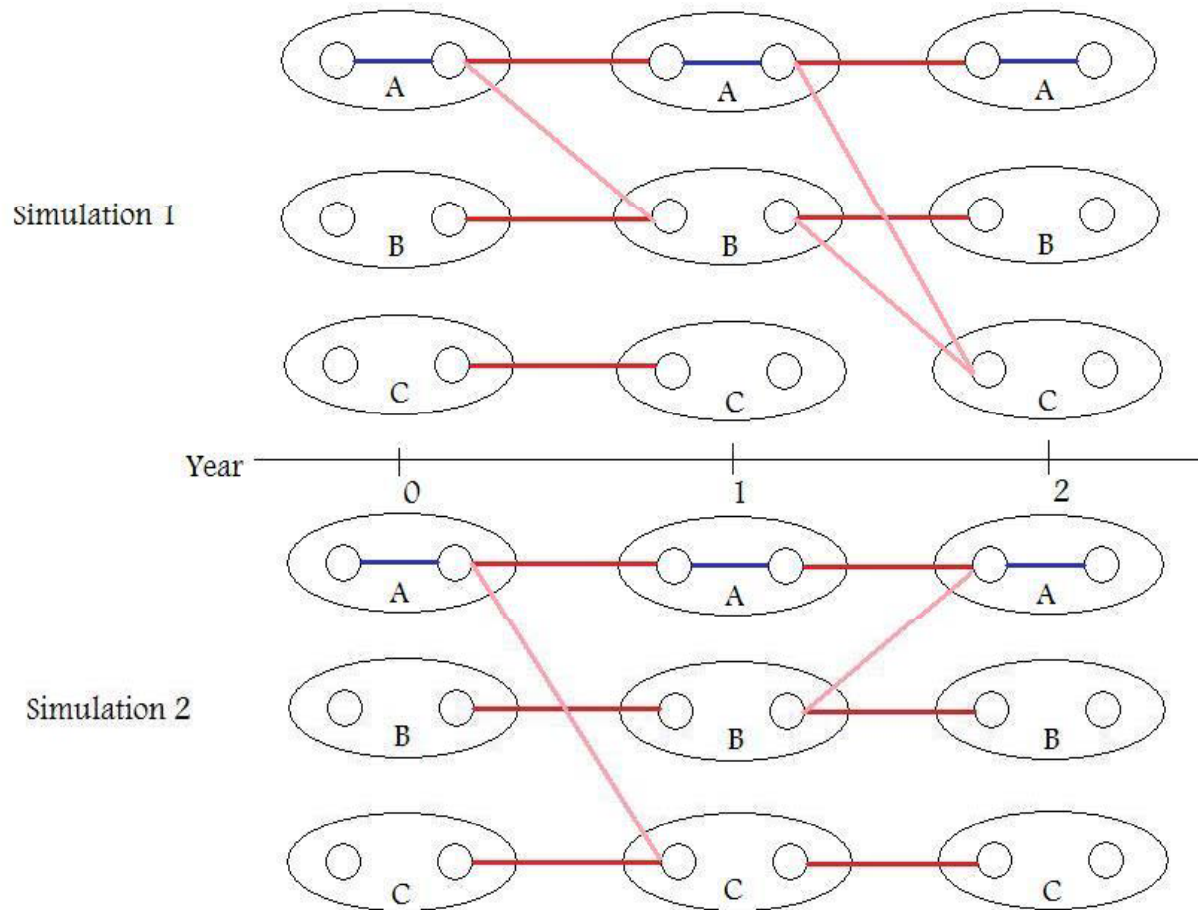 A A A
Simulation 1
B B B
C C C
Year
0 1 2
A A A
Simulation 2
B B B
C C C